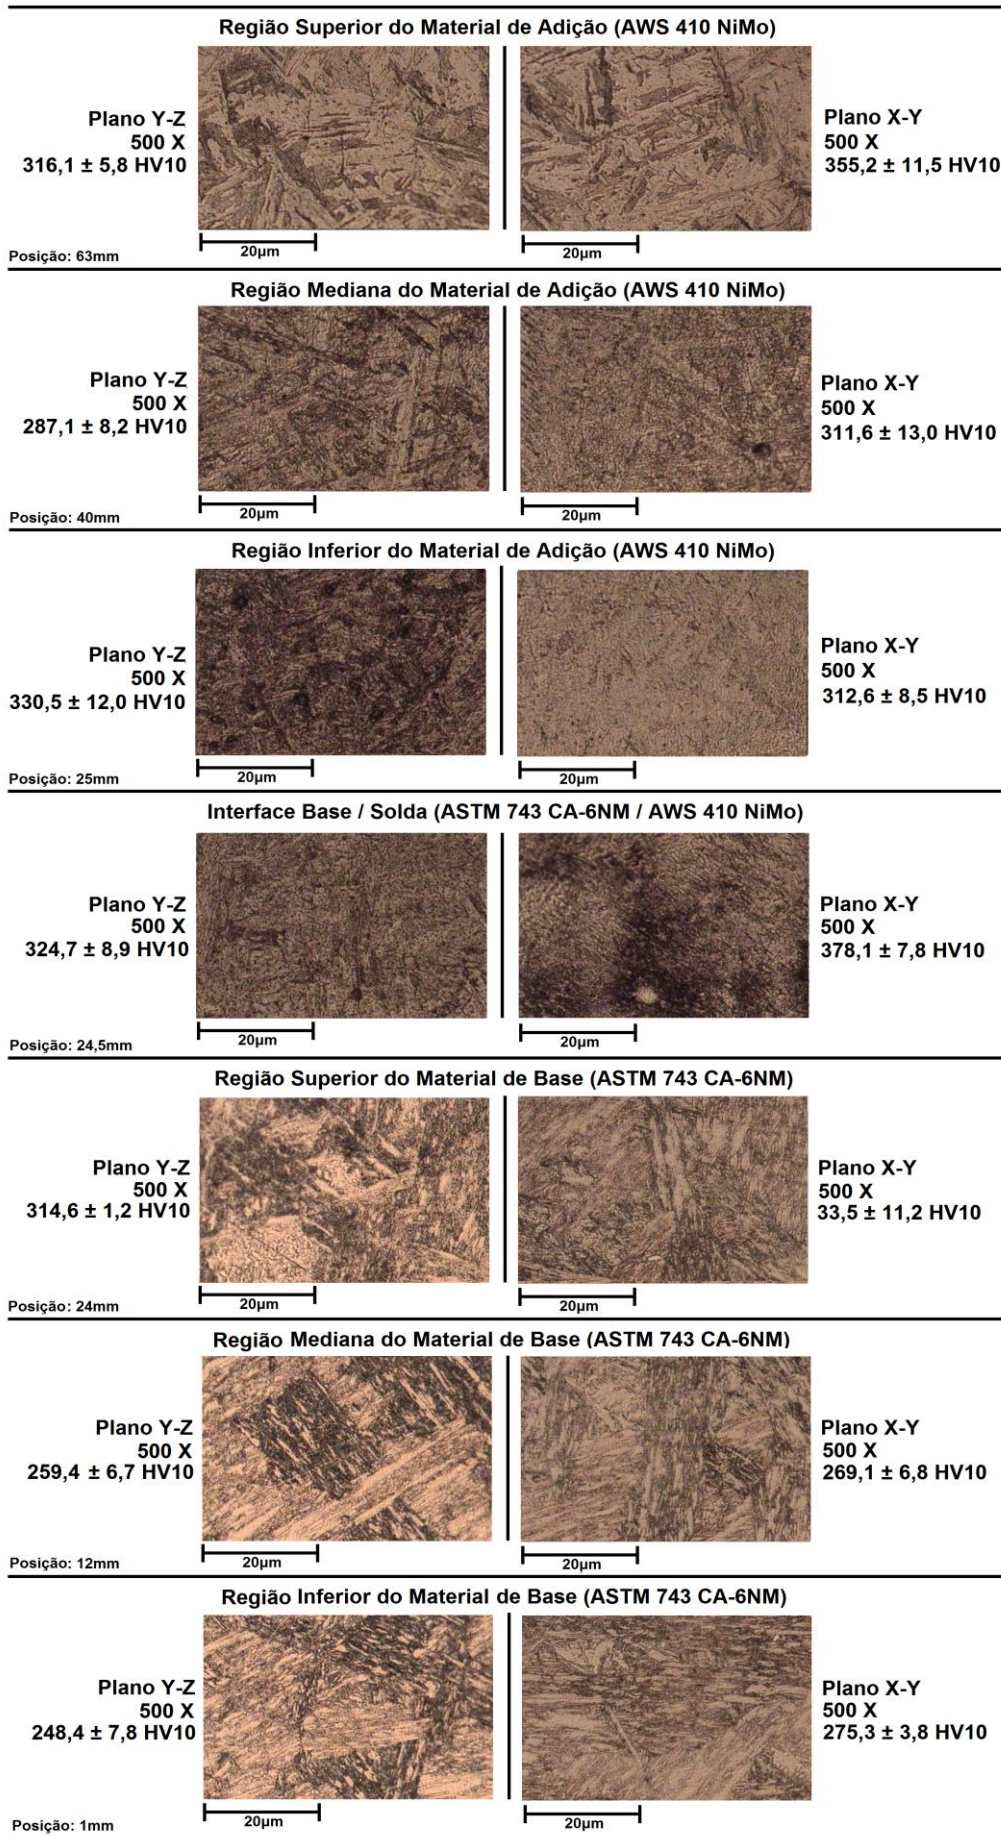 Região Superior do Material de Adição (AWS 410 NiMo)
Plano Y-Z
500 X
316,1 ± 5,8 HV10
Plano X-Y
500 X
355,2 ± 11,5 HV10
20µm
20µm
Posição: 63mm
Região Mediana do Material de Adição (AWS 410 NiMo)
Plano Y-Z
500 X
287,1 ± 8,2 HV10
Plano X-Y
500 X
311,6 ± 13,0 HV10
20µm
20µm
Posição: 40mm
Região Inferior do Material de Adição (AWS 410 NiMo)
Plano Y-Z
500 X
330,5 ± 12,0 HV10
Plano X-Y
500 X
312,6 ± 8,5 HV10
20µm
20µm
Posição: 25mm
Interface Base / Solda (ASTM 743 CA-6NM / AWS 410 NiMo)
Plano Y-Z
500 X
324,7 ± 8,9 HV10
Plano X-Y
500 X
378,1 ± 7,8 HV10
20µm
20µm
Posição: 24,5mm
Região Superior do Material de Base (ASTM 743 CA-6NM)
Plano Y-Z
500 X
314,6 ± 1,2 HV10
Plano X-Y
500 X
33,5 ± 11,2 HV10
20µm
20µm
Posição: 24mm
Região Mediana do Material de Base (ASTM 743 CA-6NM)
Plano Y-Z
500 X
259,4 ± 6,7 HV10
Plano X-Y
500 X
269,1 ± 6,8 HV10
20µm
20µm
Posição: 12mm
Região Inferior do Material de Base (ASTM 743 CA-6NM)
Plano Y-Z
500 X
248,4 ± 7,8 HV10
Plano X-Y
500 X
275,3 ± 3,8 HV10
20µm
20µm
Posição: 1mm